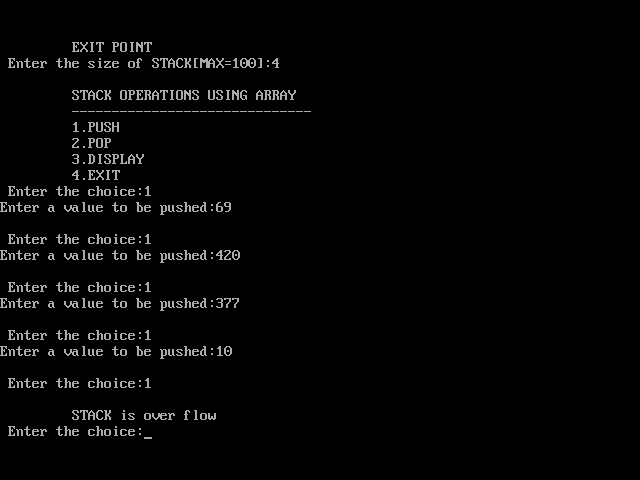 EXIT POINT
Enter the size of STACK[MAX=100]:4
STACK OPERATIONS USING ARRAY
------------------------------
1.PUSH
2.POP
3.DISPLAY
4.EXIT
Enter the choice:1
Enter a value to be pushed:69
Enter the choice:1
Enter a value to be pushed:420
Enter the choice:1
Enter a value to be pushed:377
Enter the choice:1
Enter a value to be pushed:10
Enter the choice:1
STACK is over flow
Enter the choice:_